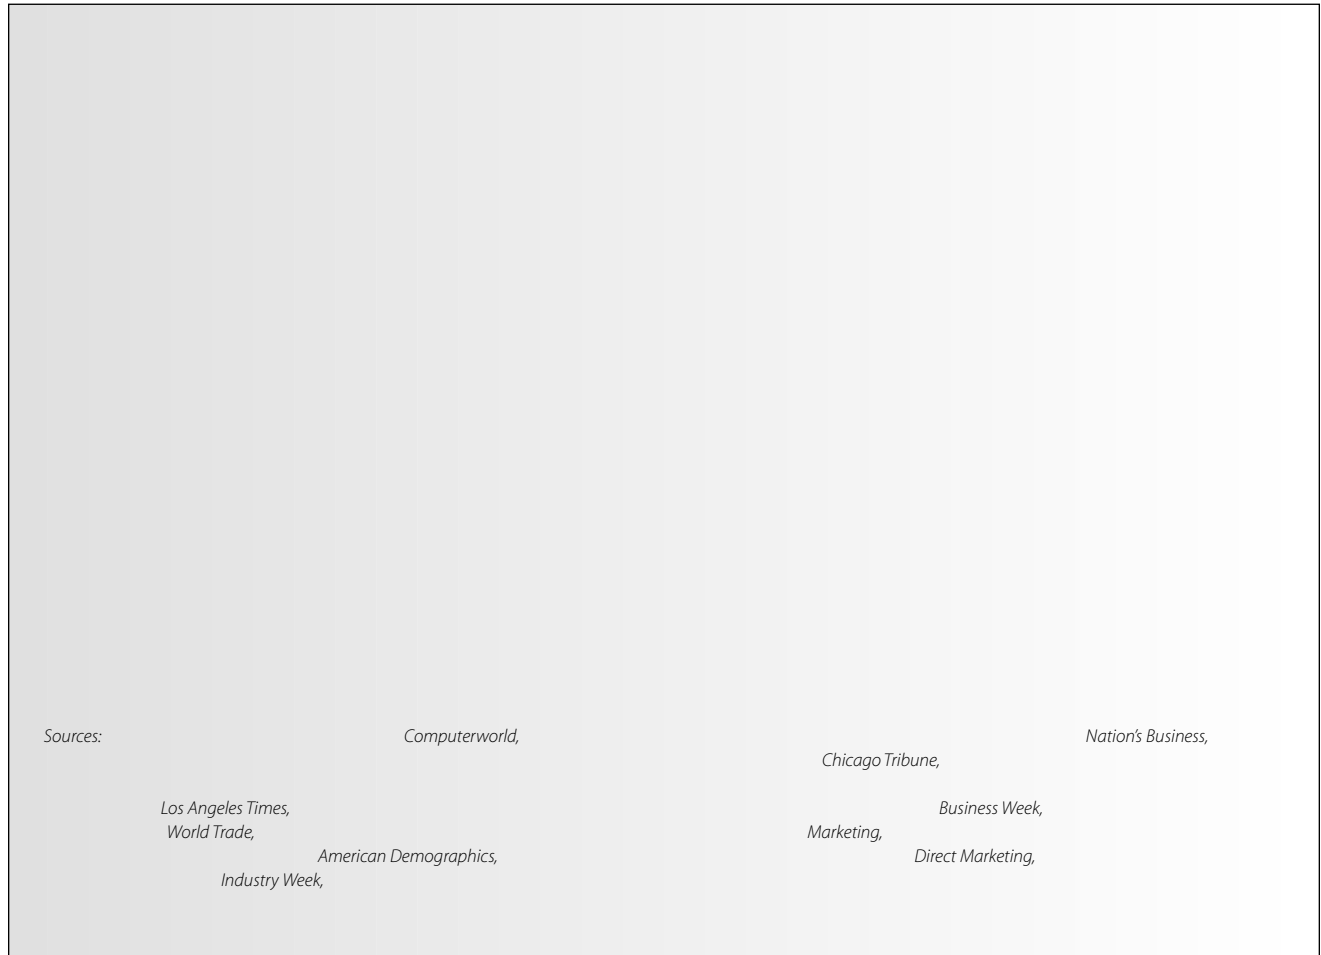 Sources: Computerworld, Nation's Business,
Chicago Tribune,
Los Angeles Times, Business Week,
World Trade, Marketing,
American Demographics, Direct Marketing,
Industry Week,